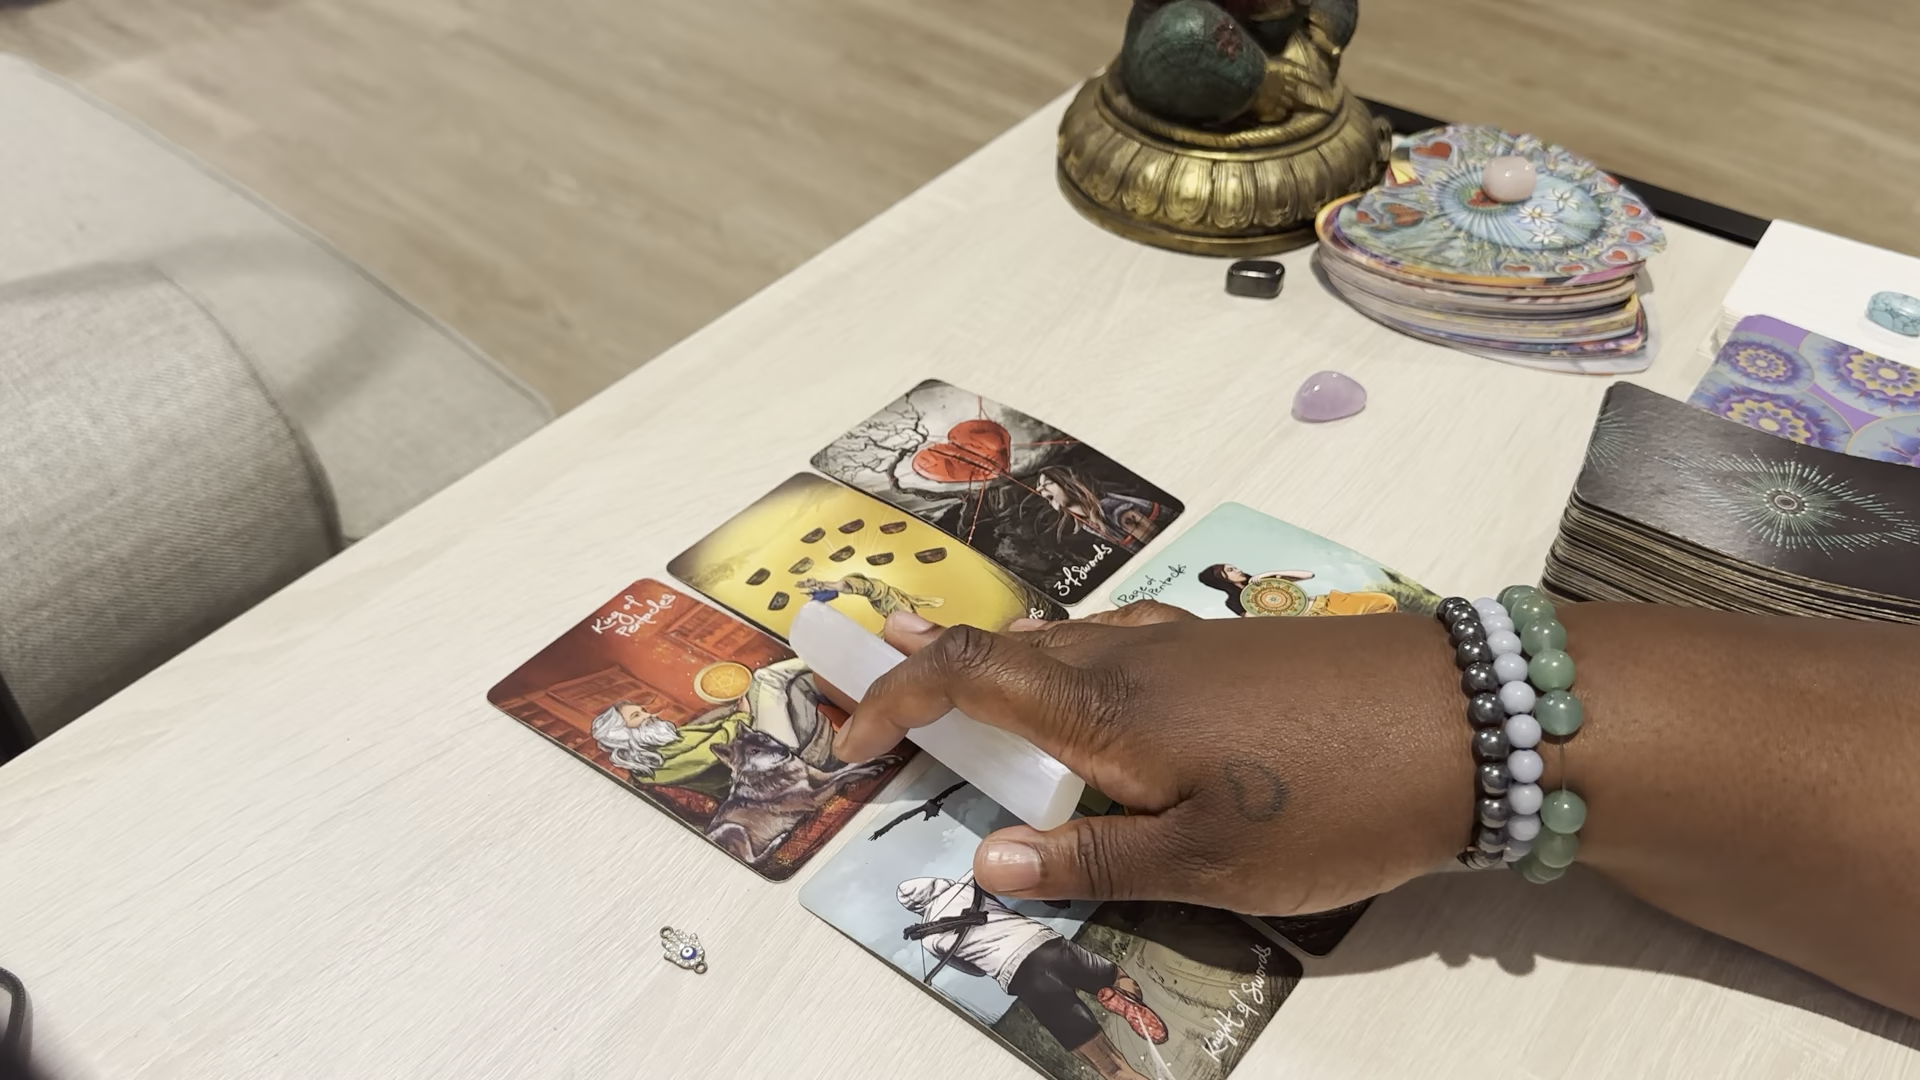 3 of Swords
King of
Pentacles
Page of
Pentacles
Knight of Swords